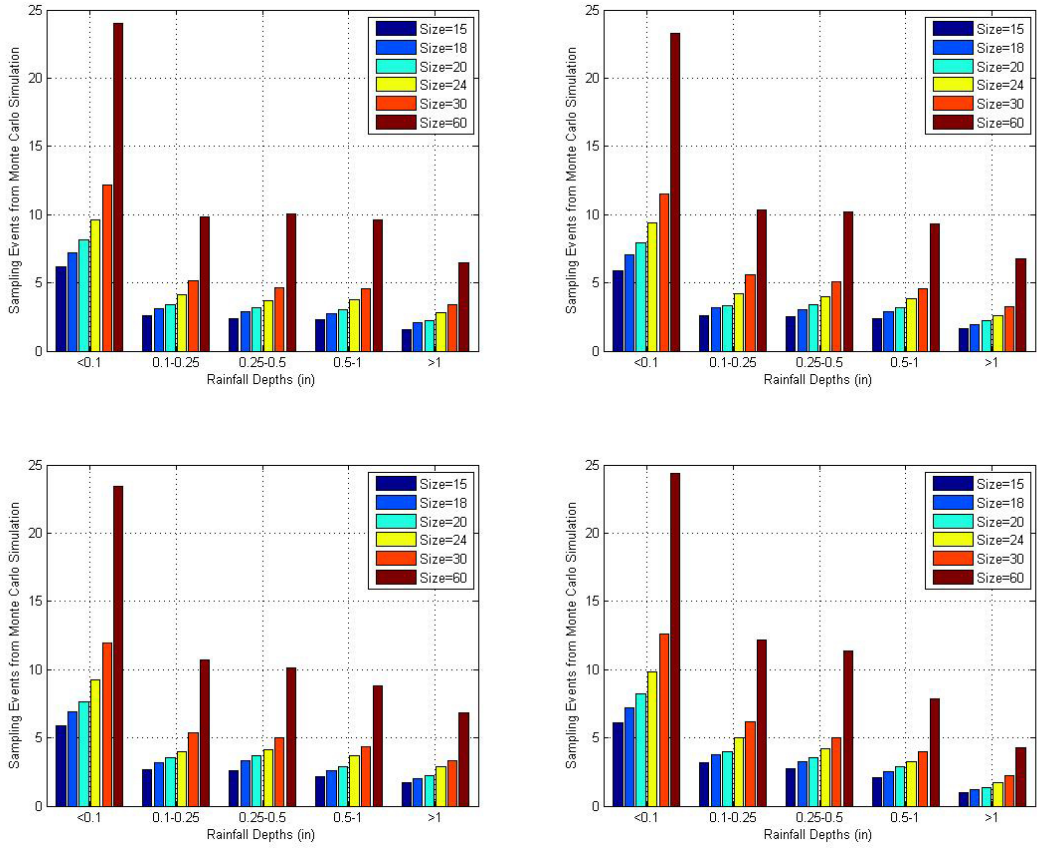 25
20
15
10
5
0
Sampling Events from Monte Carlo Simulation
Size=15
Size=18
Size=20
Size=24
Size=30
Size=60
<0.1 0.1-0.25 0.25-0.5 0.5-1 >1
Rainfall Depths (in)
25
20
15
10
5
0
Sampling Events from Monte Carlo Simulation
Size=15
Size=18
Size=20
Size=24
Size=30
Size=60
<0.1 0.1-0.25 0.25-0.5 0.5-1 >1
Rainfall Depths (in)
25
20
15
10
5
0
Sampling Events from Monte Carlo Simulation
Size=15
Size=18
Size=20
Size=24
Size=30
Size=60
<0.1 0.1-0.25 0.25-0.5 0.5-1 >1
Rainfall Depths (in)
25
20
15
10
5
0
Sampling Events from Monte Carlo Simulation
Size=15
Size=18
Size=20
Size=24
Size=30
Size=60
<0.1 0.1-0.25 0.25-0.5 0.5-1 >1
Rainfall Depths (in)